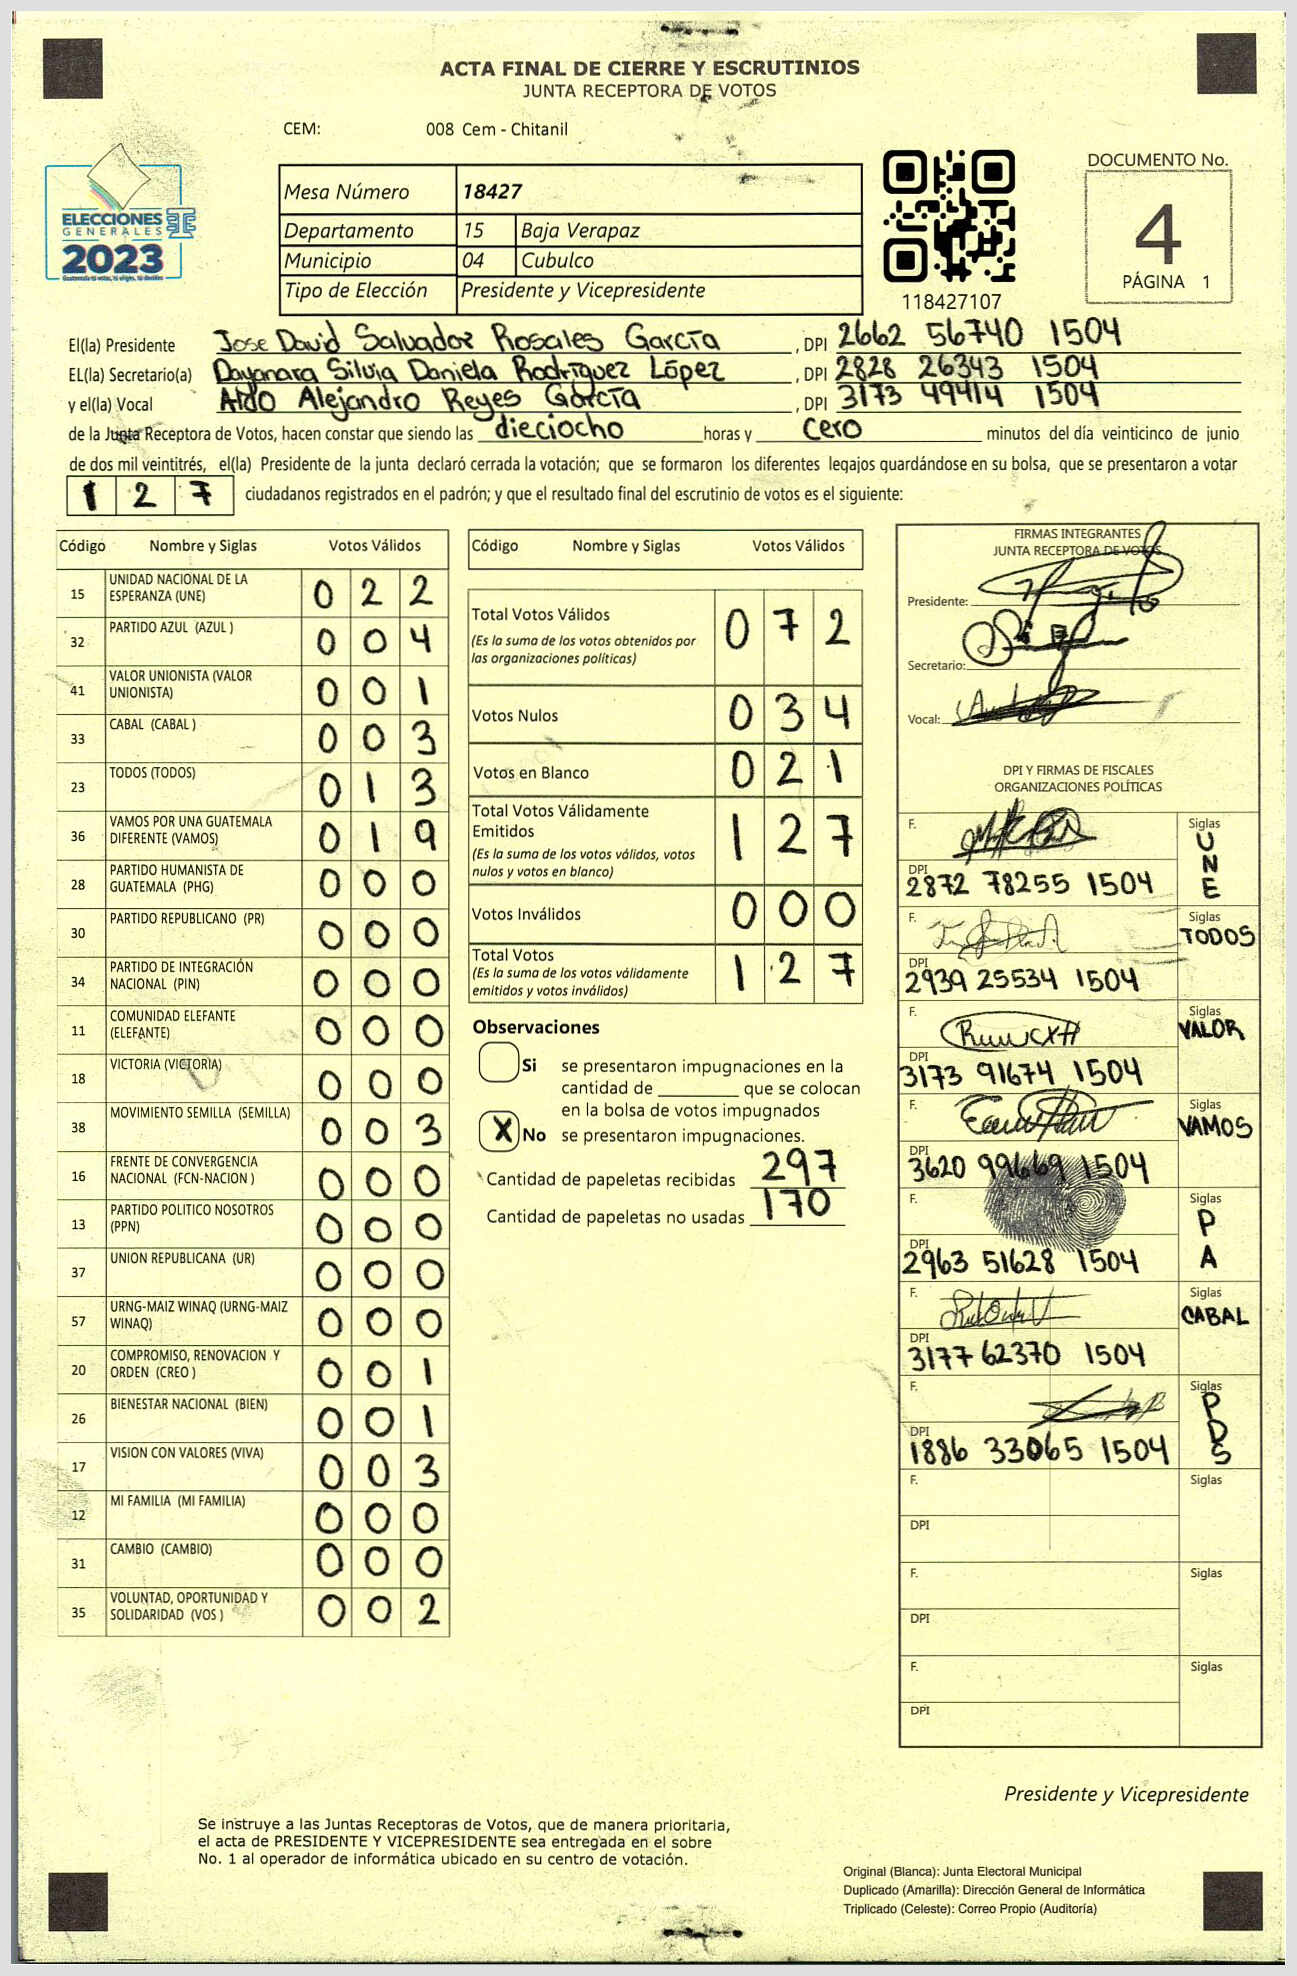 ACTA FINAL DE CIERRE Y ESCRUTINIOS
JUNTA RECEPTORA DE VOTOS
CEM: 008 Cem - Chitanil
ELECCIONES
GENERALES
2023
Mesa Número 18427
Departamento 15 Baja Verapaz
Municipio 04 Cubulco
Tipo de Elección Presidente y Vicepresidente
118427107
DOCUMENTO No.
4
PÁGINA 1
El(la) Presidente Jose David Salvador Rosales García , DPI 2662 56740 1504
EL(la) Secretario(a) Dayanara Silvia Daniela Rodríguez López , DPI 2828 26343 1504
y el(la) Vocal Aldo Alejandro Reyes García , DPI 3173 49414 1504
de la Junta Receptora de Votos, hacen constar que siendo las dieciocho horas y cero minutos del día veinticinco de junio
de dos mil veintitrés, el(la) Presidente de la junta declaró cerrada la votación; que se formaron los diferentes legajos guardándose en su bolsa, que se presentaron a votar
1 2 7 ciudadanos registrados en el padrón; y que el resultado final del escrutinio de votos es el siguiente:
Código Nombre y Siglas Votos Válidos
15 UNIDAD NACIONAL DE LA
ESPERANZA (UNE) 0 2 2
32 PARTIDO AZUL (AZUL ) 0 0 4
41 VALOR UNIONISTA (VALOR
UNIONISTA) 0 0 1
33 CABAL (CABAL ) 0 0 3
23 TODOS (TODOS) 0 1 3
36 VAMOS POR UNA GUATEMALA
DIFERENTE (VAMOS) 0 1 9
28 PARTIDO HUMANISTA DE
GUATEMALA (PHG) 0 0 0
30 PARTIDO REPUBLICANO (PR) 0 0 0
34 PARTIDO DE INTEGRACIÓN
NACIONAL (PIN) 0 0 0
11 COMUNIDAD ELEFANTE
(ELEFANTE) 0 0 0
18 VICTORIA (VICTORIA) 0 0 0
38 MOVIMIENTO SEMILLA (SEMILLA) 0 0 3
16 FRENTE DE CONVERGENCIA
NACIONAL (FCN-NACION ) 0 0 0
13 PARTIDO POLITICO NOSOTROS
(PPN) 0 0 0
37 UNION REPUBLICANA (UR) 0 0 0
57 URNG-MAIZ WINAQ (URNG-MAIZ
WINAQ) 0 0 0
20 COMPROMISO, RENOVACION Y
ORDEN (CREO ) 0 0 1
26 BIENESTAR NACIONAL (BIEN) 0 0 1
17 VISION CON VALORES (VIVA) 0 0 3
12 MI FAMILIA (MI FAMILIA) 0 0 0
31 CAMBIO (CAMBIO) 0 0 0
35 VOLUNTAD, OPORTUNIDAD Y
SOLIDARIDAD (VOS ) 0 0 2
Código Nombre y Siglas Votos Válidos
Total Votos Válidos 0 7 2
(Es la suma de los votos obtenidos por
las organizaciones políticas)
Votos Nulos 0 3 4
Votos en Blanco 0 2 1
Total Votos Válidamente
Emitidos 1 2 7
(Es la suma de los votos válidos, votos
nulos y votos en blanco)
Votos Inválidos 0 0 0
Total Votos 1 2 7
(Es la suma de los votos válidamente
emitidos y votos inválidos)
Observaciones
Si se presentaron impugnaciones en la
cantidad de ________ que se colocan
en la bolsa de votos impugnados
X No se presentaron impugnaciones.
Cantidad de papeletas recibidas 297
Cantidad de papeletas no usadas 170
FIRMAS INTEGRANTES
JUNTA RECEPTORA DE VOTOS
Presidente:
Secretario:
Vocal:
DPI Y FIRMAS DE FISCALES
ORGANIZACIONES POLÍTICAS
F. Siglas UNE
DPI 2872 78255 1504
F. Siglas TODOS
DPI 2939 25534 1504
F. Siglas VALOR
DPI 3173 91674 1504
F. Siglas VAMOS
DPI 3620 99669 1504
F. Siglas PA
DPI 2963 51628 1504
F. Siglas CABAL
DPI 3177 62370 1504
F. Siglas PDS
DPI 1886 33065 1504
F. Siglas
DPI
F. Siglas
DPI
F. Siglas
DPI
Presidente y Vicepresidente
Se instruye a las Juntas Receptoras de Votos, que de manera prioritaria,
el acta de PRESIDENTE Y VICEPRESIDENTE sea entregada en el sobre
No. 1 al operador de informática ubicado en su centro de votación.
Original (Blanca): Junta Electoral Municipal
Duplicado (Amarilla): Dirección General de Informática
Triplicado (Celeste): Correo Propio (Auditoría)